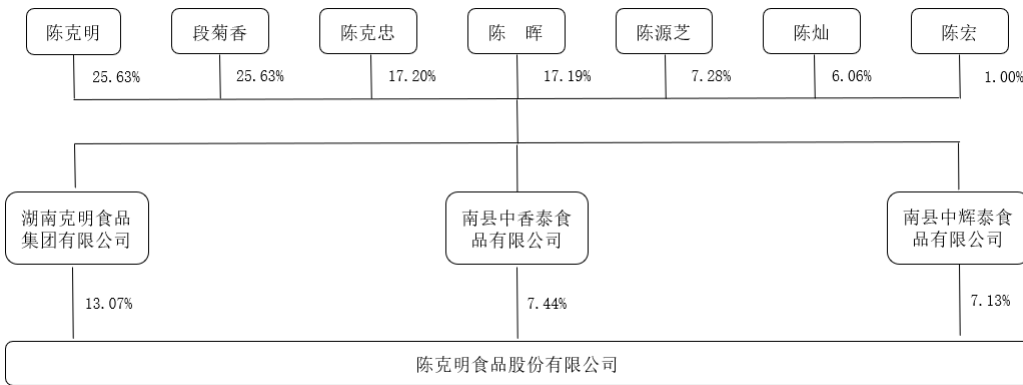 陈克明
段菊香
陈克忠
陈 晖
陈源芝
陈灿
陈宏
25.63%
25.63%
17.20%
17.19%
7.28%
6.06%
1.00%
湖南克明食品
集团有限公司
南县中香泰食
品有限公司
南县中辉泰食
品有限公司
13.07%
7.44%
7.13%
陈克明食品股份有限公司